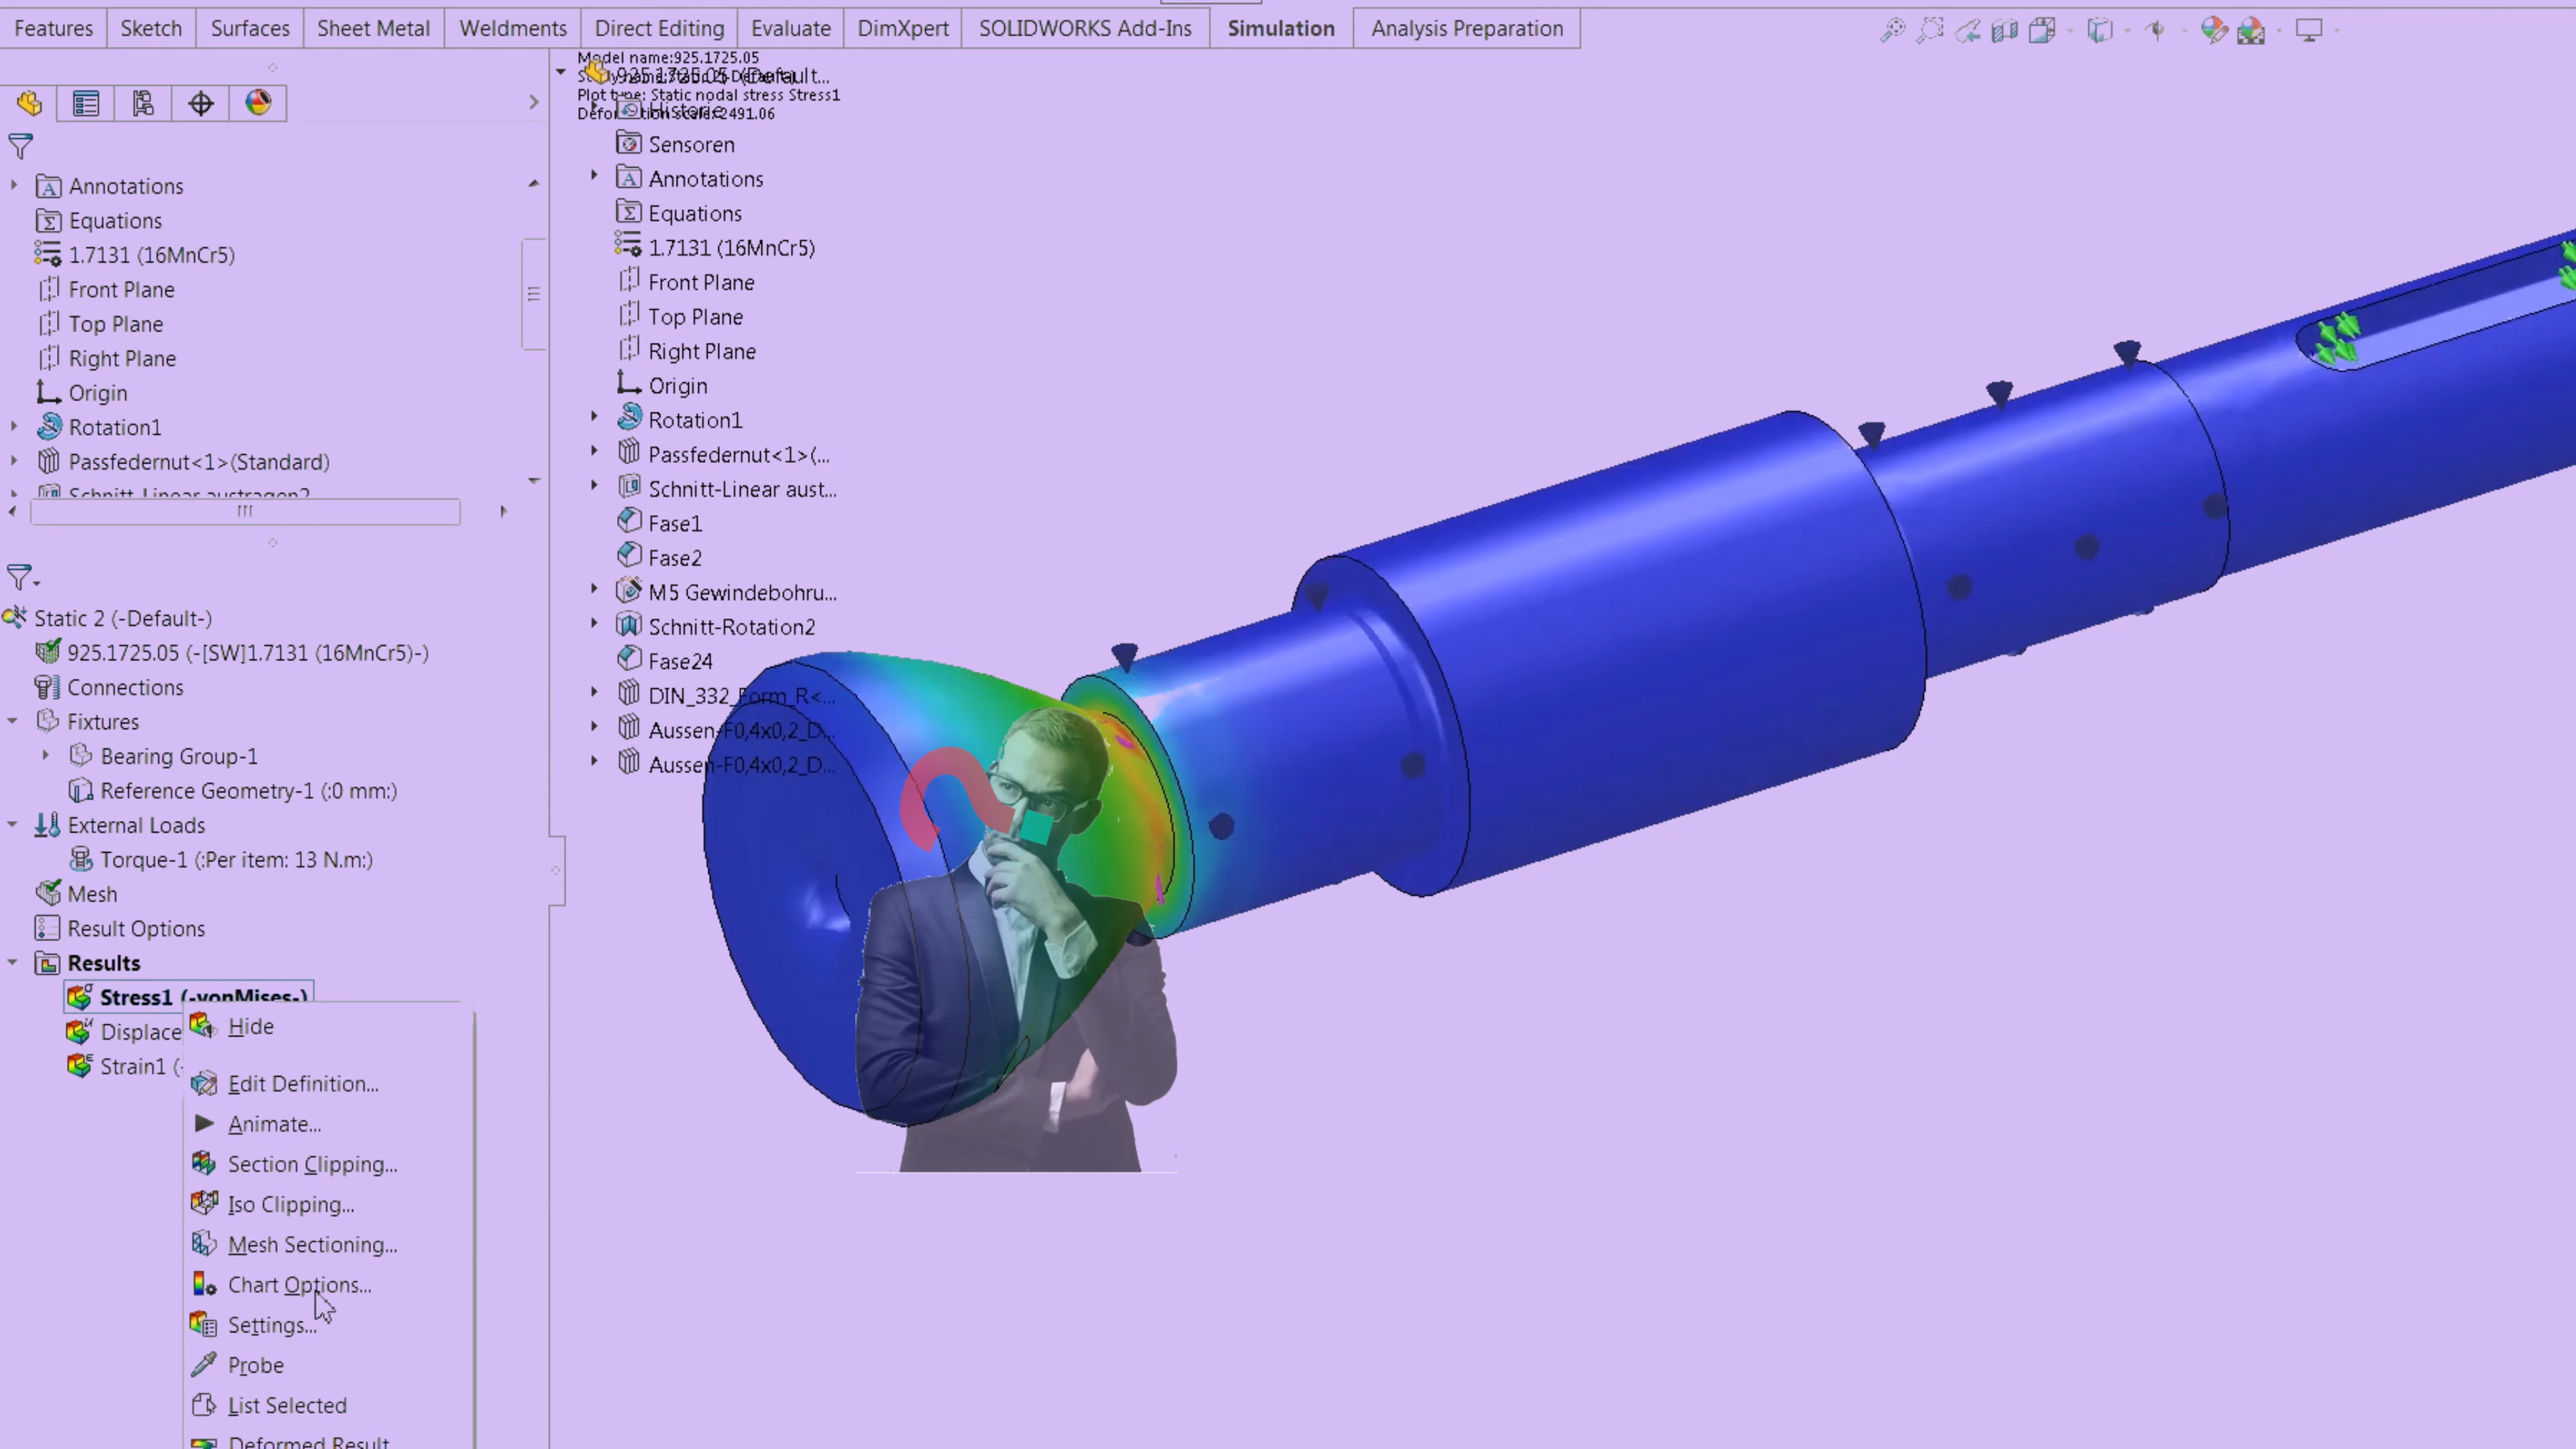 Features Sketch Surfaces Sheet Metal Weldments Direct Editing Evaluate DimXpert SOLIDWORKS Add-Ins Simulation Analysis Preparation
Model name:925.1725.05
925.1725.05 (Default...
Plot type: Static nodal stress Stress1
Historie
Deformation scale: 2491.06
Sensoren
Annotations
Equations
1.7131 (16MnCr5)
Front Plane
Top Plane
Right Plane
Origin
Rotation1
Passfedernut<1>(...
Schnitt-Linear aust...
Fase1
Fase2
M5 Gewindebohru...
Schnitt-Rotation2
Fase24
DIN_332_Form_R<...
Aussen-F0,4x0,2_D...
Aussen-F0,4x0,2_D...
Annotations
Equations
1.7131 (16MnCr5)
Front Plane
Top Plane
Right Plane
Origin
Rotation1
Passfedernut<1>(Standard)
Schnitt-Linear austragen2
Static 2 (-Default-)
925.1725.05 (-[SW]1.7131 (16MnCr5)-)
Connections
Fixtures
Bearing Group-1
Reference Geometry-1 (:0 mm:)
External Loads
Torque-1 (:Per item: 13 N.m:)
Mesh
Result Options
Results
Stress1 (-vonMises-)
Displace
Strain1 (-
Hide
Edit Definition...
Animate...
Section Clipping...
Iso Clipping...
Mesh Sectioning...
Chart Options...
Settings...
Probe
List Selected
Deformed Result